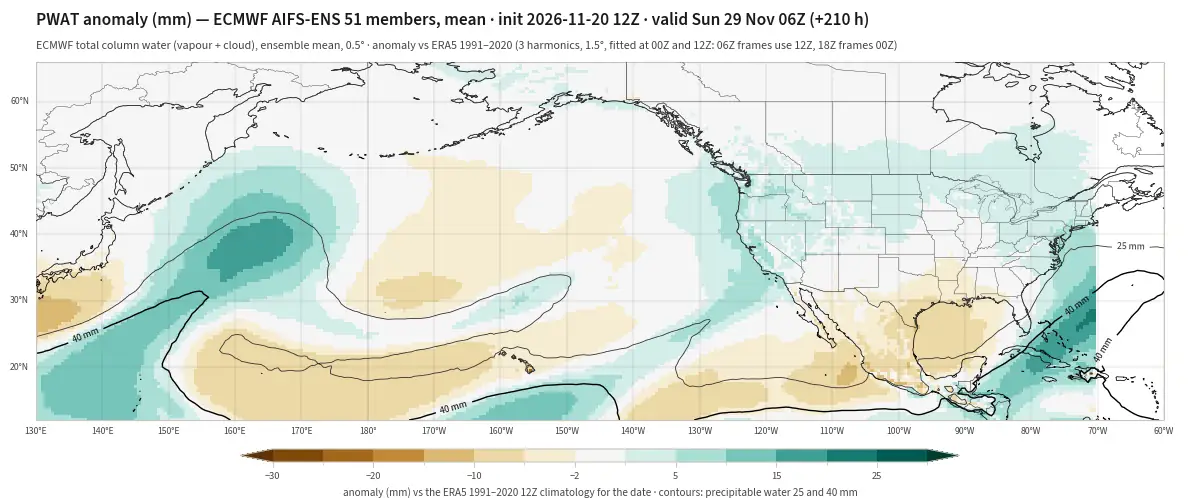 PWAT anomaly (mm) — ECMWF AIFS-ENS 51 members, mean · init 2026-11-20 12Z · valid Sun 29 Nov 06Z (+210 h)
ECMWF total column water (vapour + cloud), ensemble mean, 0.5° · anomaly vs ERA5 1991–2020 (3 harmonics, 1.5°, fitted at 00Z and 12Z: 06Z frames use 12Z, 18Z frames 00Z)
60°N
50°N
40°N
30°N
20°N
25 mm
40 mm
40 mm
40 mm
40 mm
130°E 140°E 150°E 160°E 170°E 180° 170°W 160°W 150°W 140°W 130°W 120°W 110°W 100°W 90°W 80°W 70°W 60°W
−30 −20 −10 −2 5 15 25
anomaly (mm) vs the ERA5 1991–2020 12Z climatology for the date · contours: precipitable water 25 and 40 mm